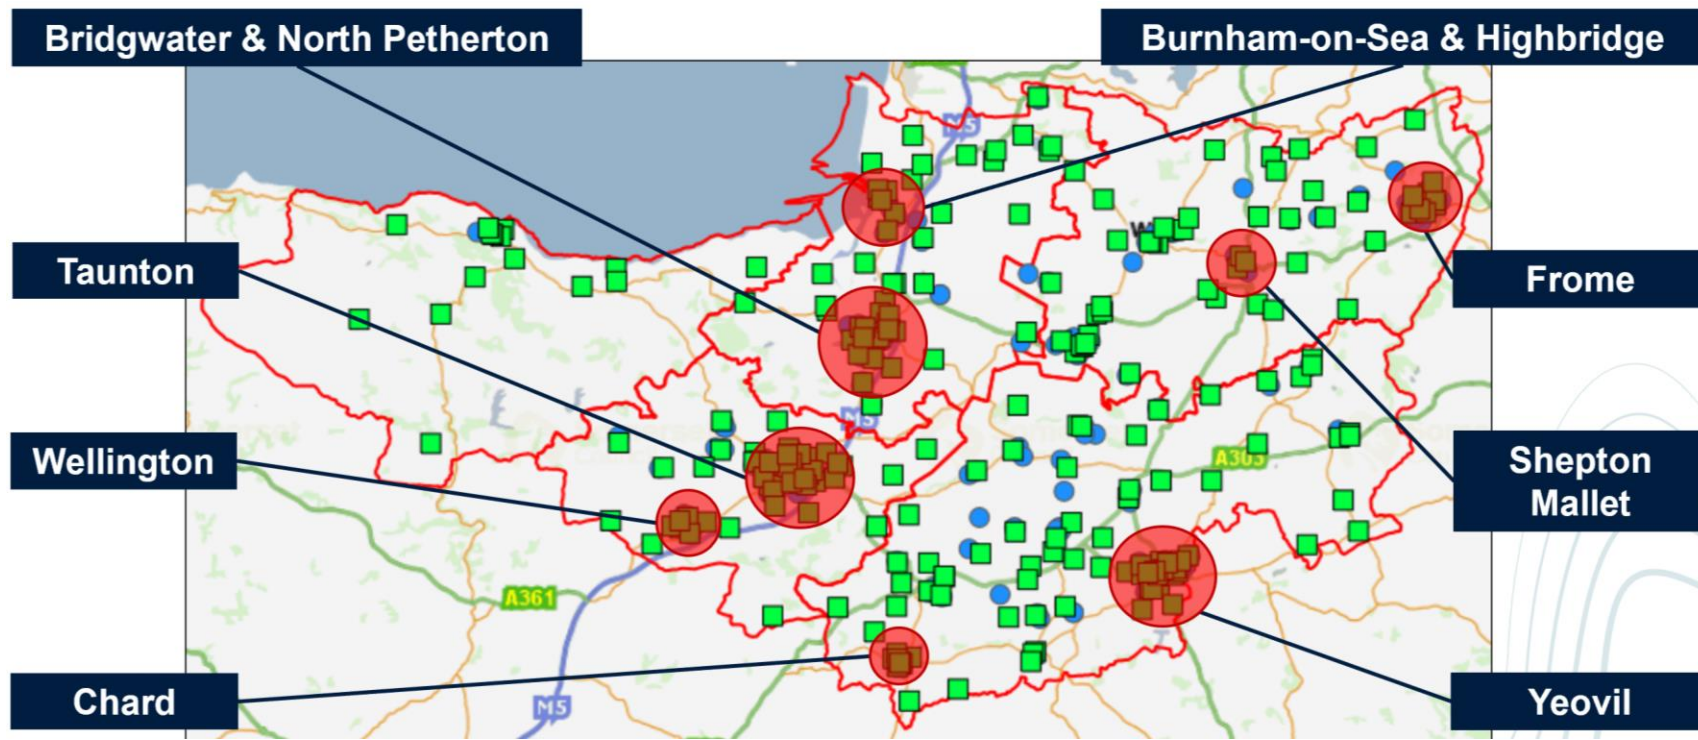 Bridgwater & North Petherton
Burnham-on-Sea & Highbridge
M5
Taunton
Frome
M5
Wellington
A303
Shepton
Mallet
A361
Chard
M5
Yeovil